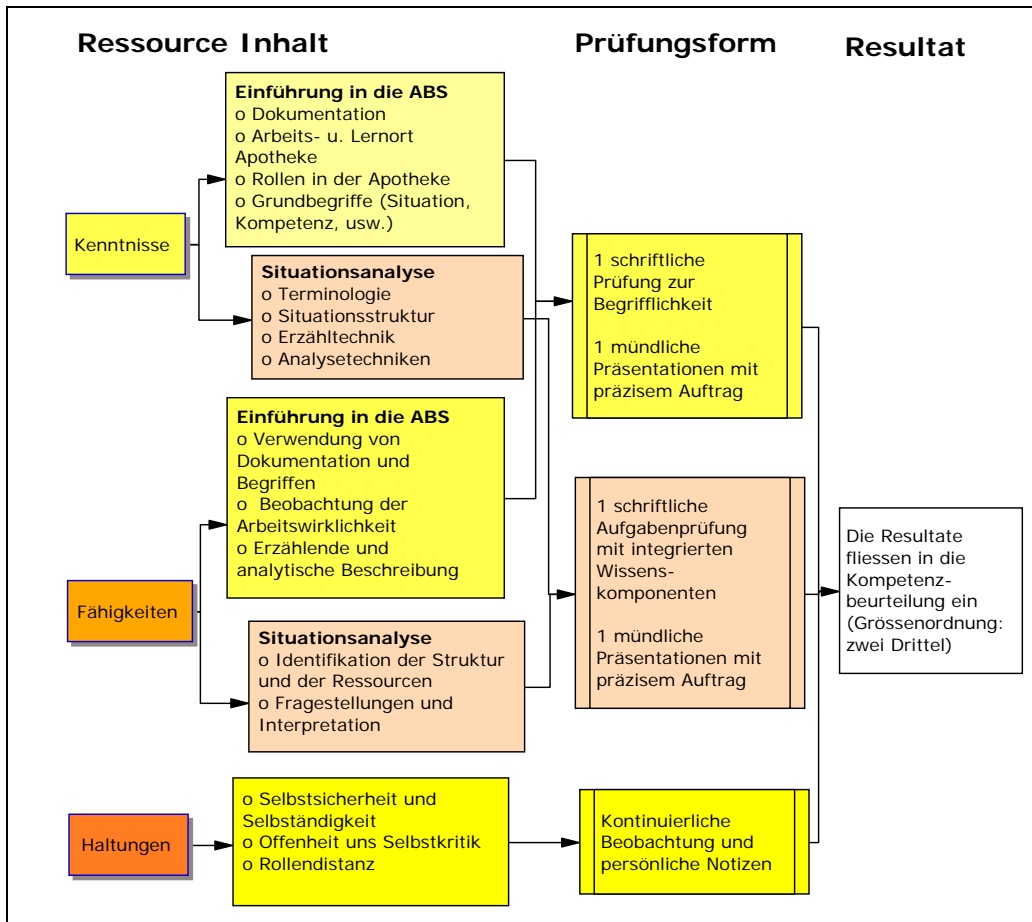 Ressource Inhalt
Prüfungsform
Resultat
Kenntnisse
Einführung in die ABS
o Dokumentation
o Arbeits- u. Lernort
Apotheke
o Rollen in der Apotheke
o Grundbegriffe (Situation,
Kompetenz, usw.)
Situationsanalyse
o Terminologie
o Situationsstruktur
o Erzähltechnik
o Analysetechniken
1 schriftliche
Prüfung zur
Begrifflichkeit
1 mündliche
Präsentationen mit
präzisem Auftrag
Fähigkeiten
Einführung in die ABS
o Verwendung von
Dokumentation und
Begriffen
o Beobachtung der
Arbeitswirklichkeit
o Erzählende und
analytische Beschreibung
Situationsanalyse
o Identifikation der Struktur
und der Ressourcen
o Fragestellungen und
Interpretation
1 schriftliche
Aufgabenprüfung
mit integrierten
Wissens-
komponenten
1 mündliche
Präsentationen mit
präzisem Auftrag
Die Resultate
fliessen in die
Kompetenz-
beurteilung ein
(Grössenordnung:
zwei Drittel)
Haltungen
o Selbstsicherheit und
Selbständigkeit
o Offenheit uns Selbstkritik
o Rollendistanz
Kontinuierliche
Beobachtung und
persönliche Notizen